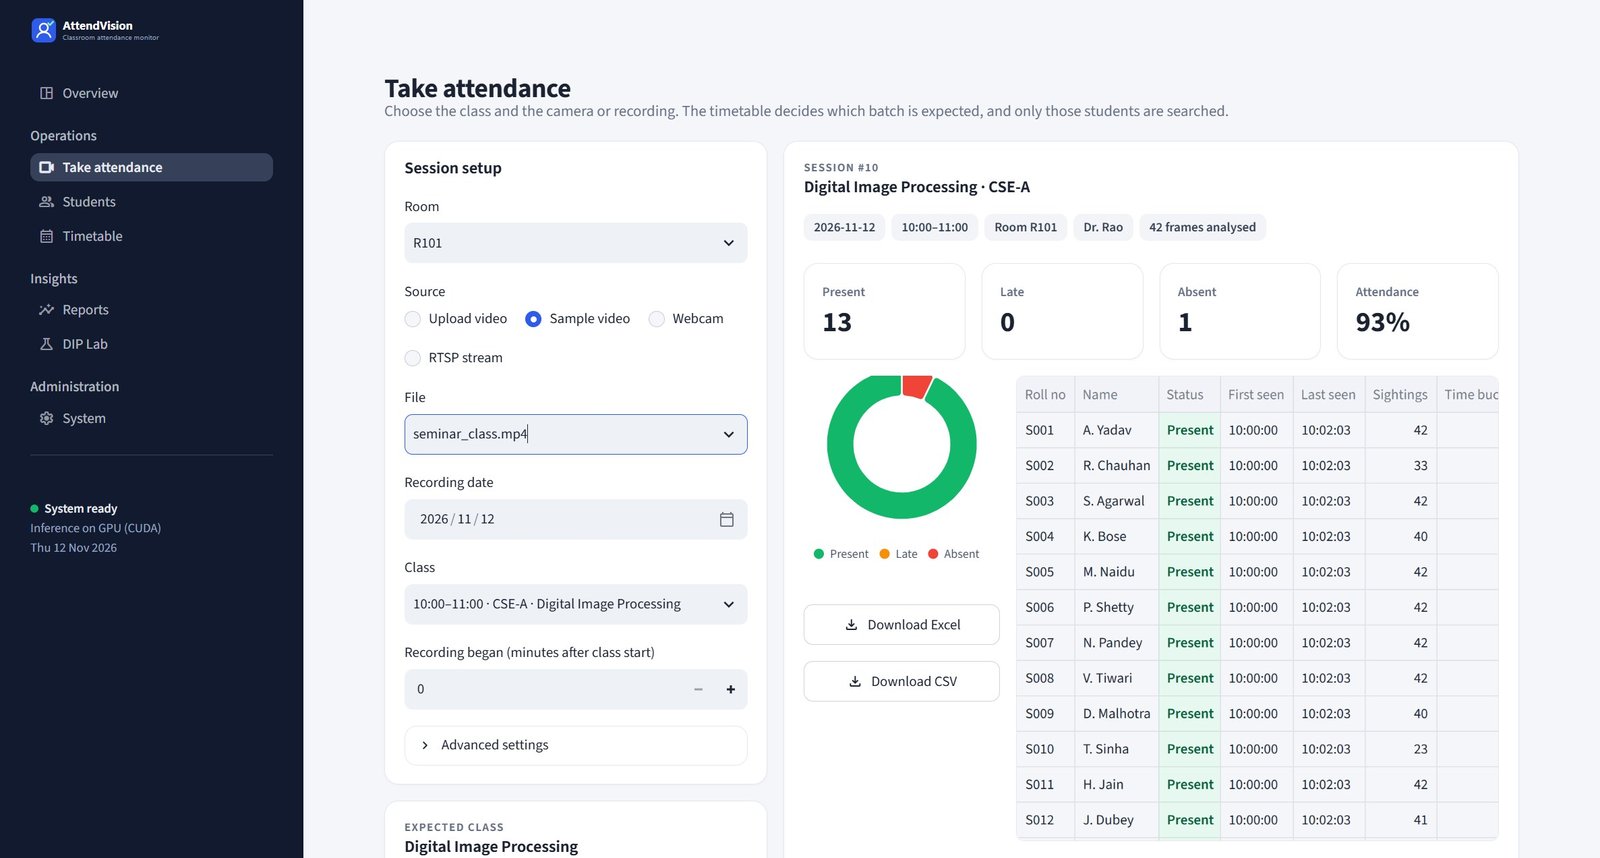 AttendVision
Classroom attendance monitor
Overview
Operations
Take attendance
Students
Timetable
Insights
Reports
DIP Lab
Administration
System
System ready
Inference on GPU (CUDA)
Thu 12 Nov 2026
Take attendance
Choose the class and the camera or recording. The timetable decides which batch is expected, and only those students are searched.
Session setup
Room
R101
Source
Upload video Sample video Webcam
RTSP stream
File
seminar_class.mp4
Recording date
2026 / 11 / 12
Class
10:00–11:00 · CSE-A · Digital Image Processing
Recording began (minutes after class start)
0 − +
Advanced settings
EXPECTED CLASS
Digital Image Processing
SESSION #10
Digital Image Processing · CSE-A
2026-11-12 10:00–11:00 Room R101 Dr. Rao 42 frames analysed
Present Late Absent Attendance
13 0 1 93%
Present Late Absent
Download Excel
Download CSV
Roll no Name Status First seen Last seen Sightings Time buc
S001 A. Yadav Present 10:00:00 10:02:03 42
S002 R. Chauhan Present 10:00:00 10:02:03 33
S003 S. Agarwal Present 10:00:00 10:02:03 42
S004 K. Bose Present 10:00:00 10:02:03 40
S005 M. Naidu Present 10:00:00 10:02:03 42
S006 P. Shetty Present 10:00:00 10:02:03 42
S007 N. Pandey Present 10:00:00 10:02:03 42
S008 V. Tiwari Present 10:00:00 10:02:03 42
S009 D. Malhotra Present 10:00:00 10:02:03 40
S010 T. Sinha Present 10:00:00 10:02:03 23
S011 H. Jain Present 10:00:00 10:02:03 42
S012 J. Dubey Present 10:00:00 10:02:03 41